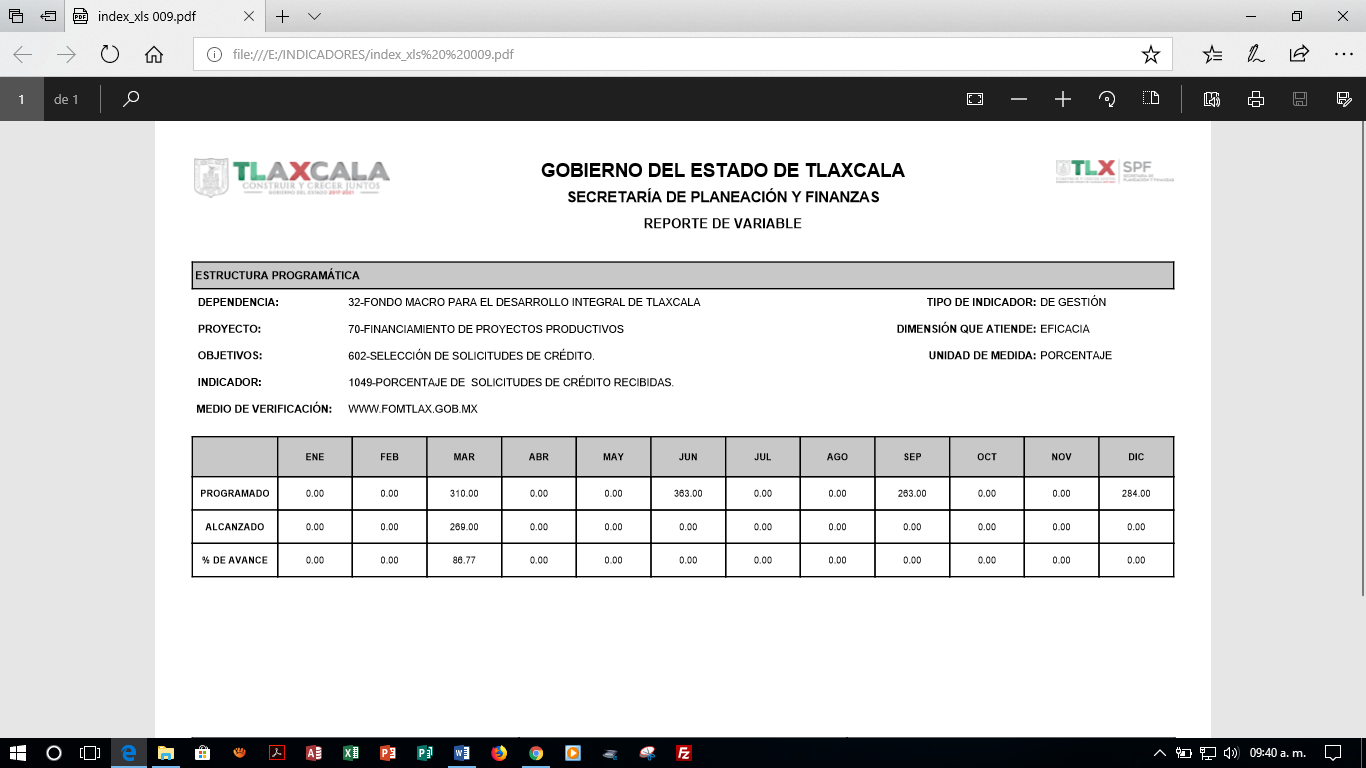 index_xls 009.pdf
file:///E:/INDICADORES/index_xls%20%20009.pdf
1 de 1
TLAXCALA
CONSTRUIR Y CRECER JUNTOS
GOBIERNO DEL ESTADO 2017-2021
GOBIERNO DEL ESTADO DE TLAXCALA
SECRETARÍA DE PLANEACIÓN Y FINANZAS
REPORTE DE VARIABLE
TLX SPF
SECRETARÍA DE
PLANEACIÓN Y FINANZAS
ESTRUCTURA PROGRAMÁTICA
DEPENDENCIA: 32-FONDO MACRO PARA EL DESARROLLO INTEGRAL DE TLAXCALA TIPO DE INDICADOR: DE GESTIÓN
PROYECTO: 70-FINANCIAMIENTO DE PROYECTOS PRODUCTIVOS DIMENSIÓN QUE ATIENDE: EFICACIA
OBJETIVOS: 602-SELECCIÓN DE SOLICITUDES DE CRÉDITO. UNIDAD DE MEDIDA: PORCENTAJE
INDICADOR: 1049-PORCENTAJE DE SOLICITUDES DE CRÉDITO RECIBIDAS.
MEDIO DE VERIFICACIÓN: WWW.FOMTLAX.GOB.MX
ENE FEB MAR ABR MAY JUN JUL AGO SEP OCT NOV DIC
PROGRAMADO 0.00 0.00 310.00 0.00 0.00 363.00 0.00 0.00 263.00 0.00 0.00 284.00
ALCANZADO 0.00 0.00 269.00 0.00 0.00 0.00 0.00 0.00 0.00 0.00 0.00 0.00
% DE AVANCE 0.00 0.00 86.77 0.00 0.00 0.00 0.00 0.00 0.00 0.00 0.00 0.00
09:40 a. m.